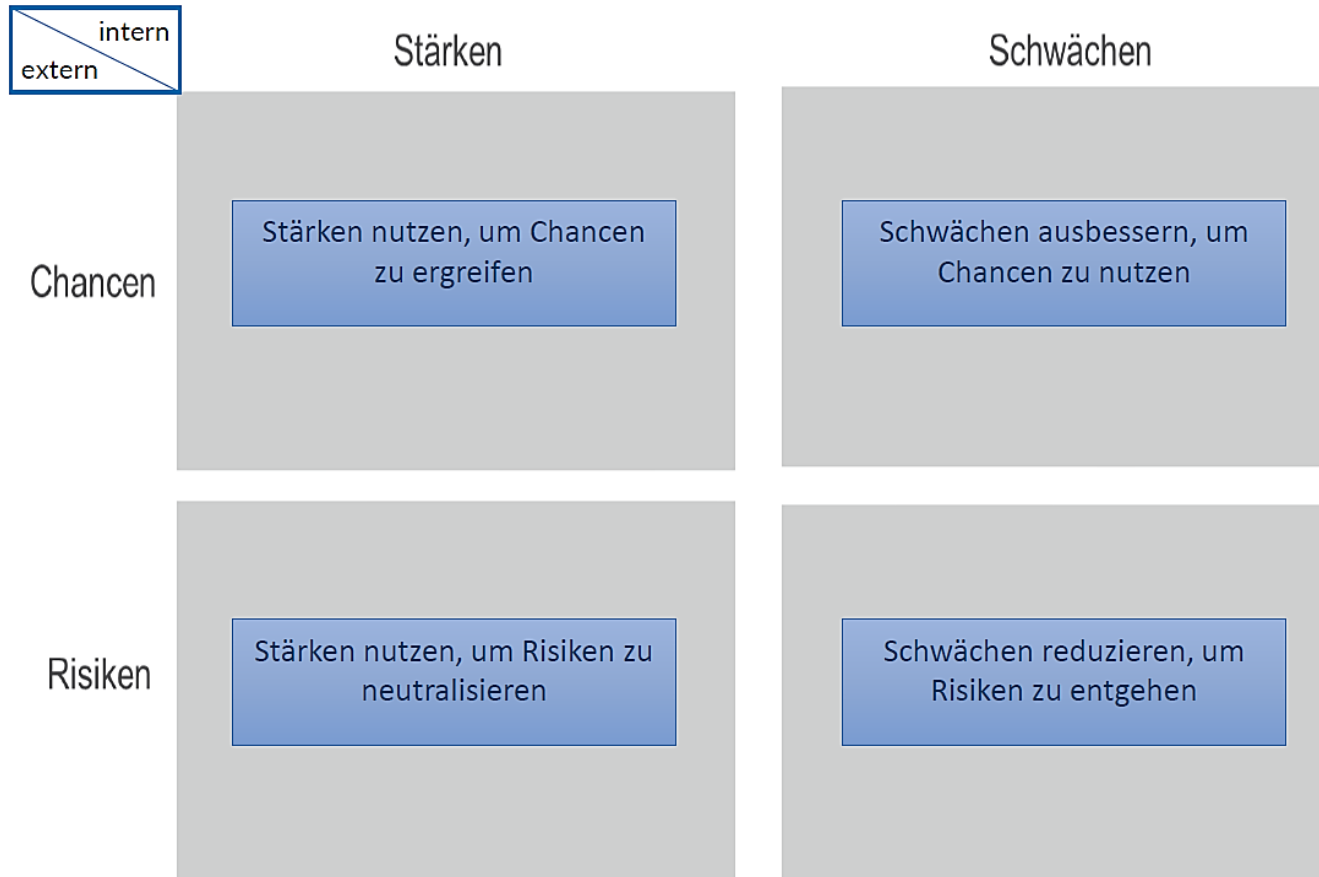 intern
extern
Stärken
Schwächen
Chancen
Stärken nutzen, um Chancen
zu ergreifen
Schwächen ausbessern, um
Chancen zu nutzen
Risiken
Stärken nutzen, um Risiken zu
neutralisieren
Schwächen reduzieren, um
Risiken zu entgehen